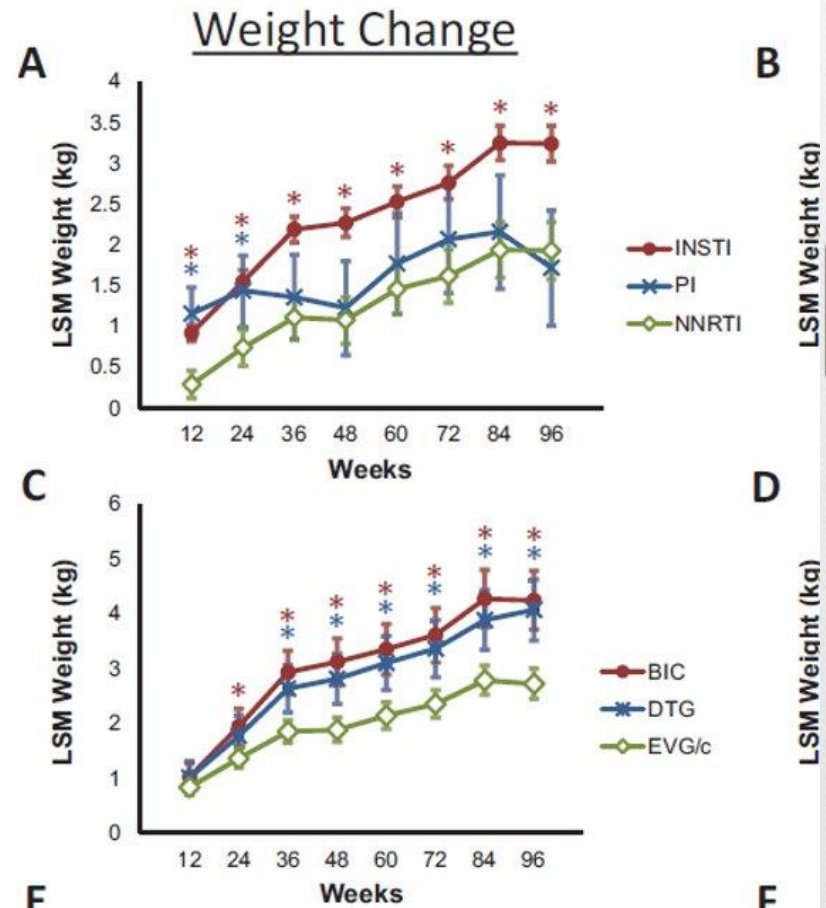 Weight Change
A
B
4
3.5
3
2.5
2
1.5
1
0.5
0
LSM Weight (kg)
* * * * * * * *
* *
12 24 36 48 60 72 84 96
Weeks
INSTI
PI
NNRTI
LSM Weight (kg)
C
D
6
5
4
3
2
1
0
LSM Weight (kg)
* * * * * * *
* * * * * *
12 24 36 48 60 72 84 96
Weeks
BIC
DTG
EVG/c
LSM Weight (kg)